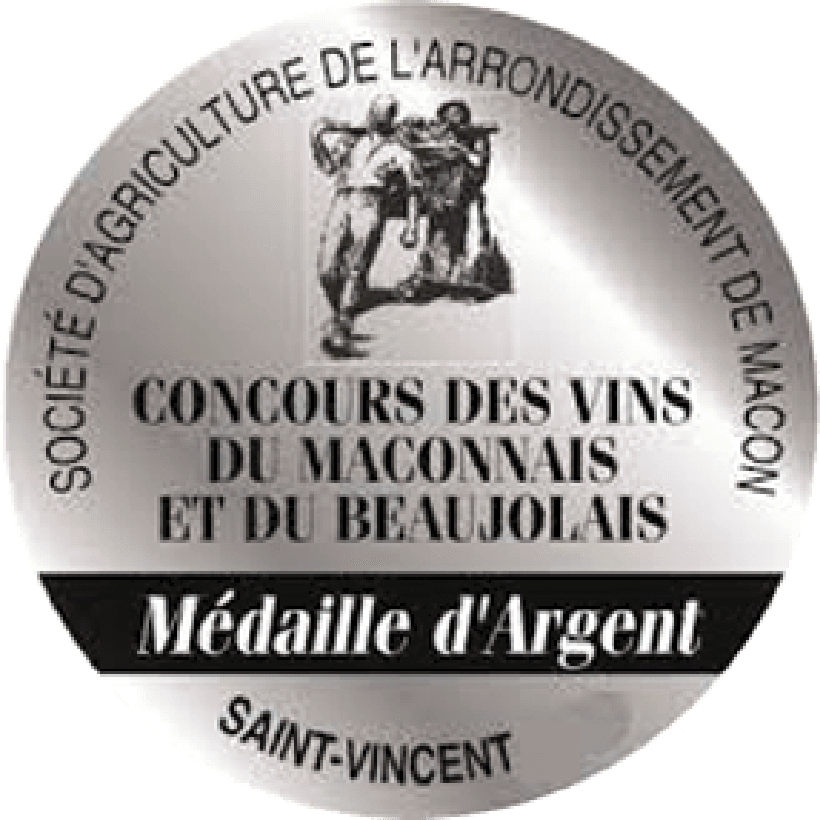 SOCIÉTÉ D'AGRICULTURE DE L'ARRONDISSEMENT DE MACON
CONCOURS DES VINS
DU MACONNAIS
ET DU BEAUJOLAIS
Médaille d'Argent
SAINT-VINCENT